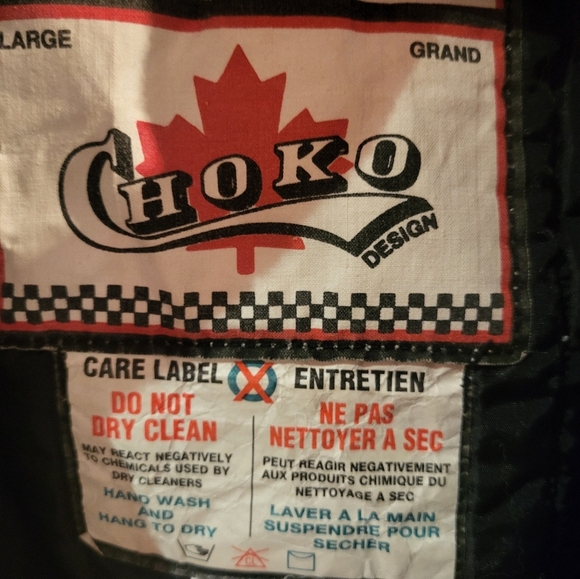 LARGE
GRAND
CHOKO
DESIGN
CARE LABEL
DO NOT
DRY CLEAN
MAY REACT NEGATIVELY
TO CHEMICALS USED BY
DRY CLEANERS
HAND WASH
AND
HANG TO DRY
ENTRETIEN
NE PAS
NETTOYER A SEC
PEUT REAGIR NEGATIVEMENT
AUX PRODUITS CHIMIQUE DU
NETTOYAGE A SEC
LAVER A LA MAIN
SUSPENDRE POUR
SECHER
CL